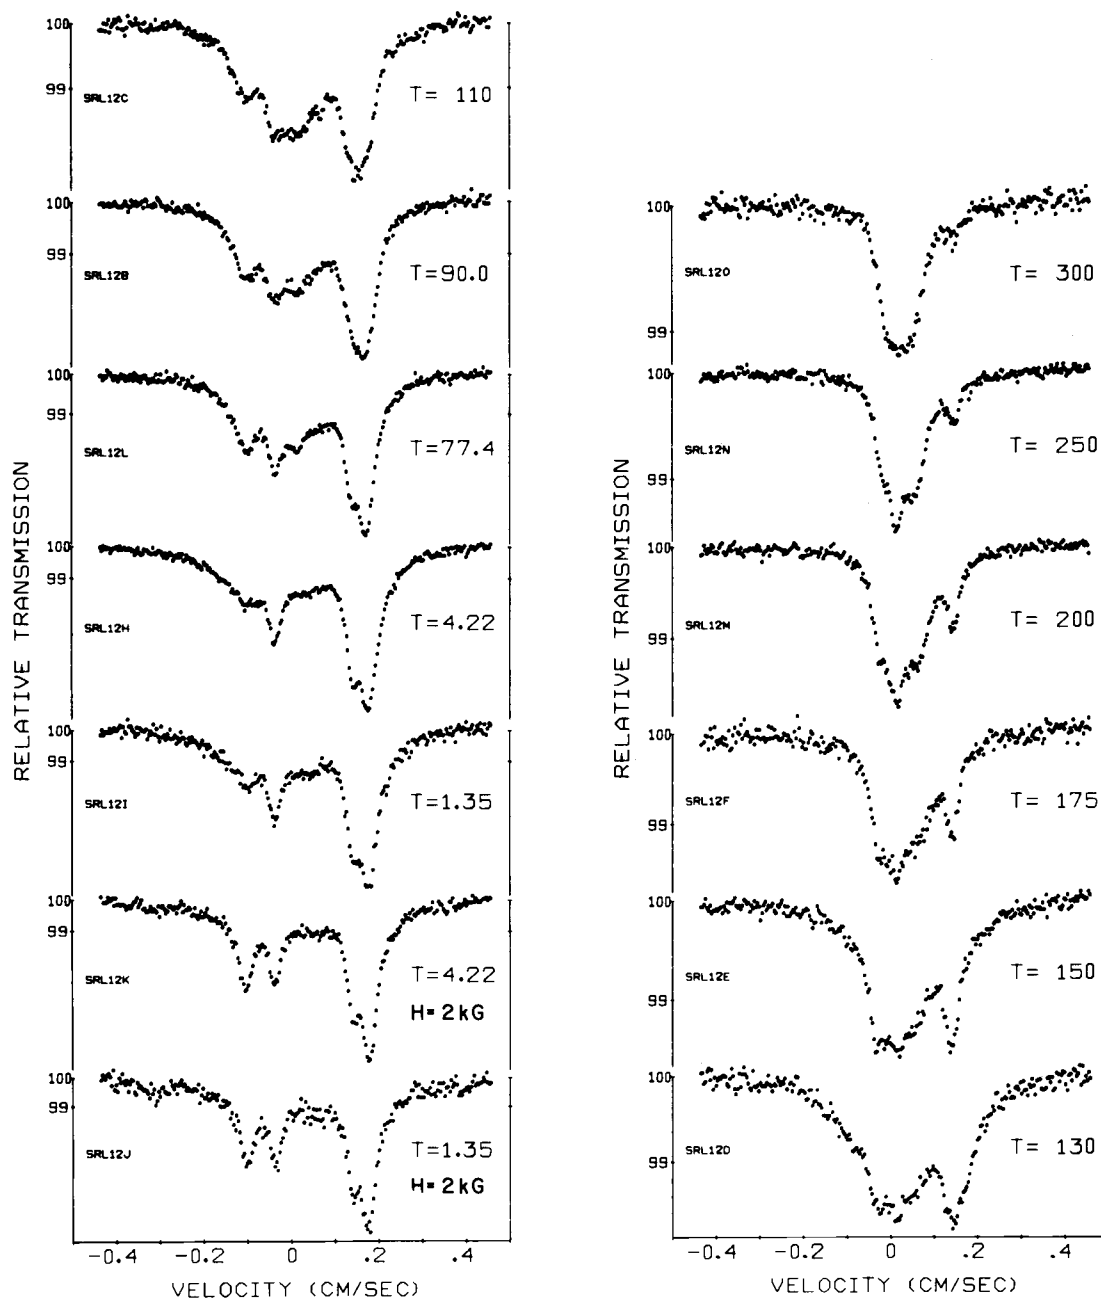 100
99
SRL12C
T= 110
100
99
SRL12B
T=90.0
100
99
SRL12L
T=77.4
100
99
SRL12H
T=4.22
100
99
SRL12I
T=1.35
100
99
SRL12K
T=4.22
H=2kG
100
99
SRL12J
T=1.35
H=2kG
-0.4
-0.2
0
0.2
.4
VELOCITY (CM/SEC)
RELATIVE TRANSMISSION
100
99
SRL12O
T= 300
100
99
SRL12N
T= 250
100
99
SRL12M
T= 200
100
99
SRL12F
T= 175
100
99
SRL12E
T= 150
100
99
SRL12D
T= 130
-0.4
-0.2
0
0.2
.4
VELOCITY (CM/SEC)
RELATIVE TRANSMISSION